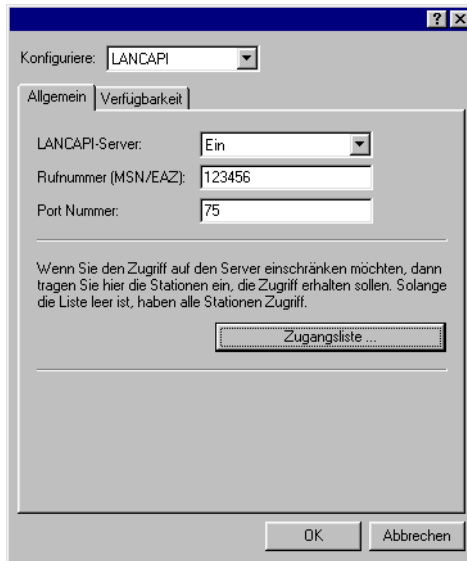 Konfiguriere: LANCAPI
Allgemein Verfügbarkeit
LANCAPI-Server: Ein
Rufnummer (MSN/EAZ): 123456
Port Nummer: 75
Wenn Sie den Zugriff auf den Server einschränken möchten, dann
tragen Sie hier die Stationen ein, die Zugriff erhalten sollen. Solange
die Liste leer ist, haben alle Stationen Zugriff.
Zugangsliste ...
OK Abbrechen